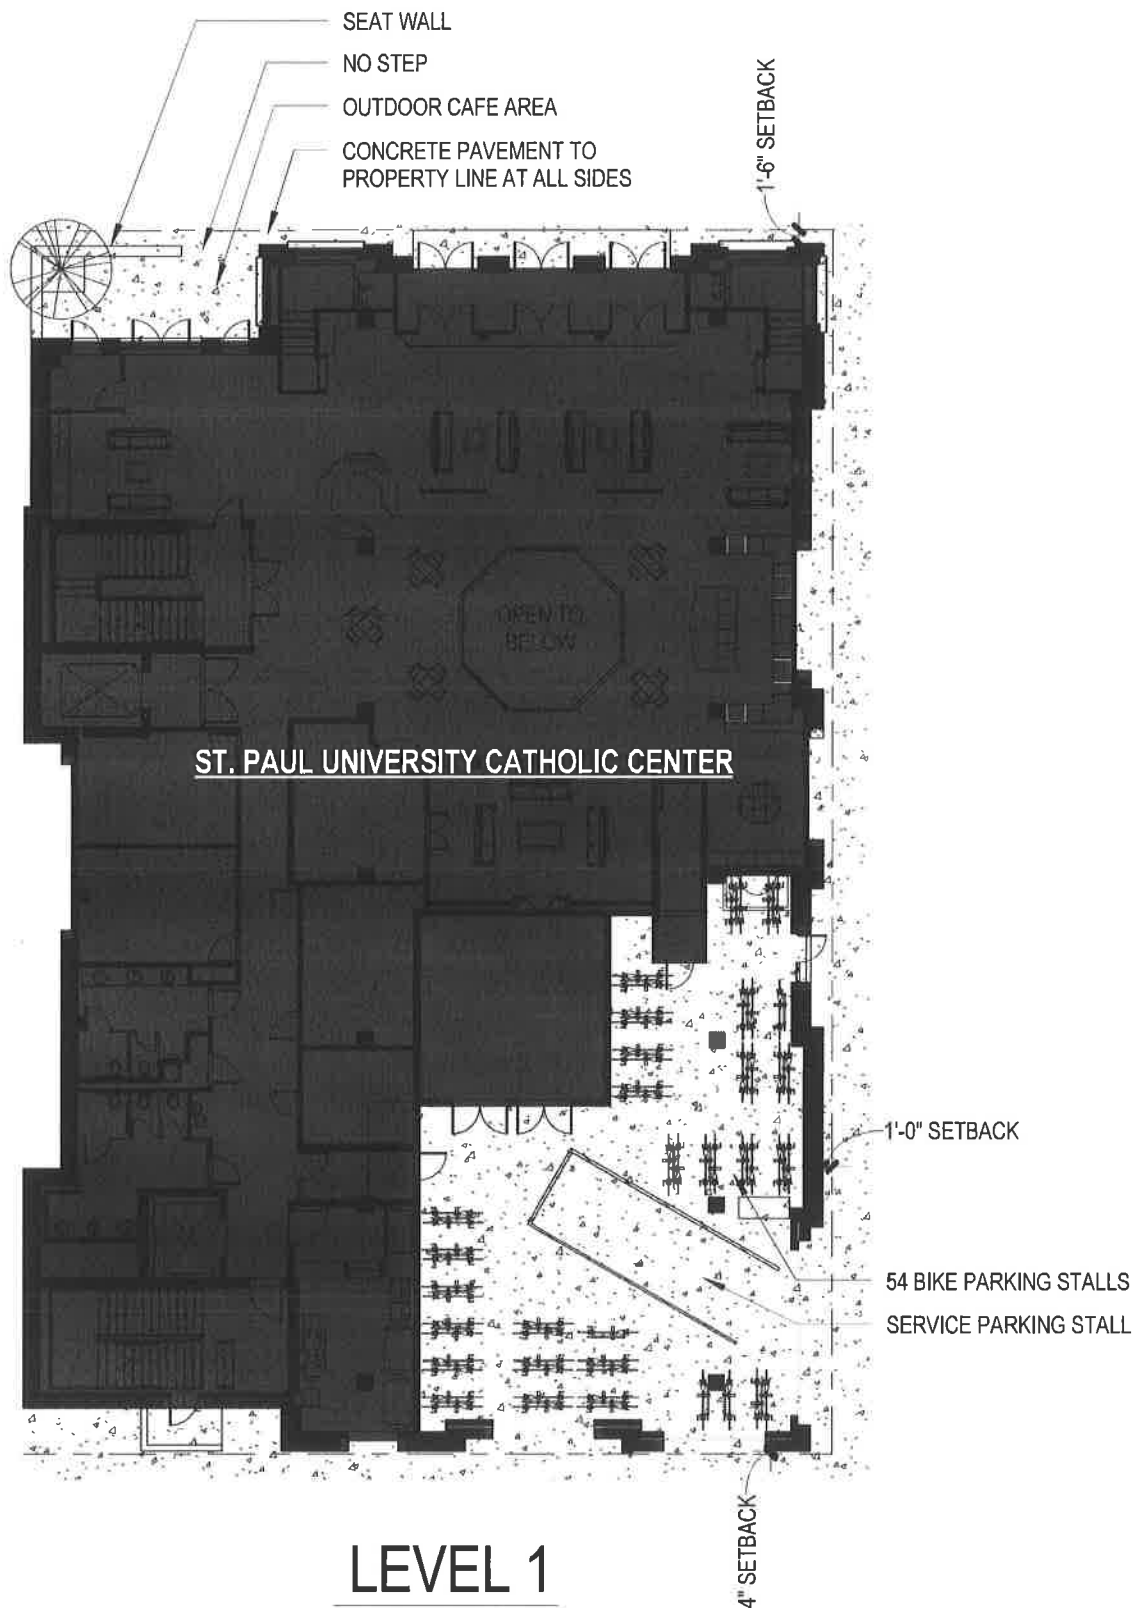 SEAT WALL
NO STEP
OUTDOOR CAFE AREA
CONCRETE PAVEMENT TO
PROPERTY LINE AT ALL SIDES
1'-6" SETBACK
OPEN TO
BELOW
ST. PAUL UNIVERSITY CATHOLIC CENTER
1'-0" SETBACK
54 BIKE PARKING STALLS
SERVICE PARKING STALL
4" SETBACK
LEVEL 1